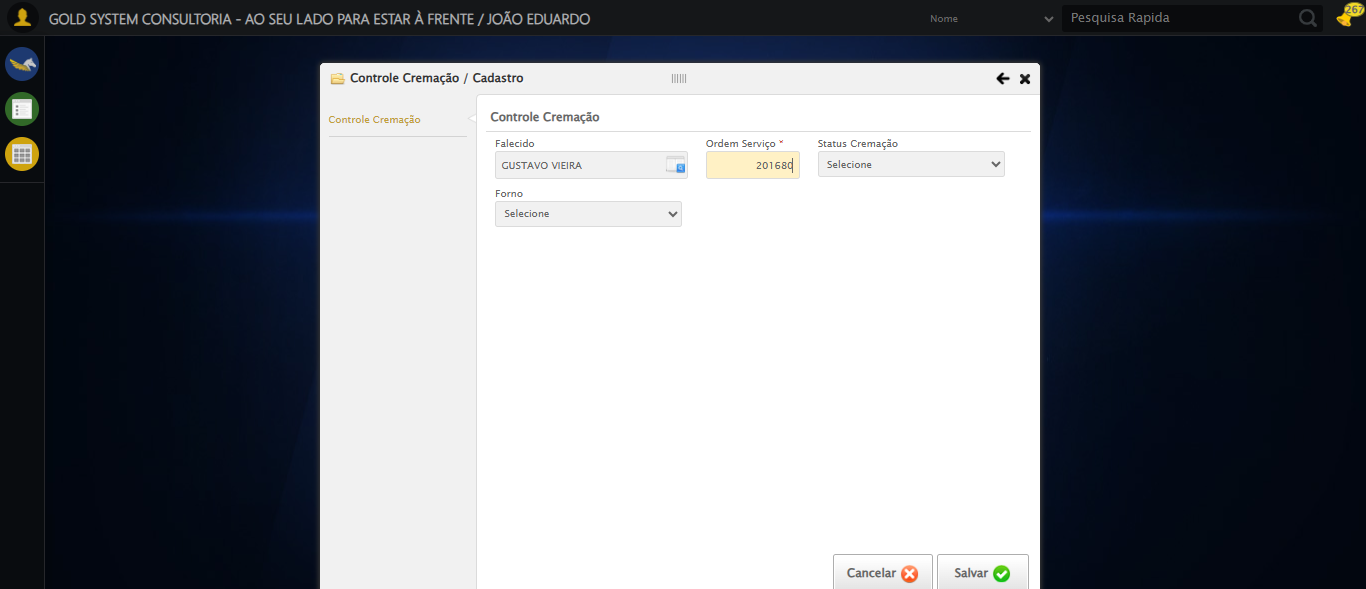 GOLD SYSTEM CONSULTORIA - AO SEU LADO PARA ESTAR À FRENTE / JOÃO EDUARDO
Nome
Pesquisa Rapida
267
Controle Cremação / Cadastro
Controle Cremação
Controle Cremação
Falecido
Ordem Serviço *
Status Cremação
GUSTAVO VIEIRA
201680
Selecione
Forno
Selecione
Cancelar
Salvar